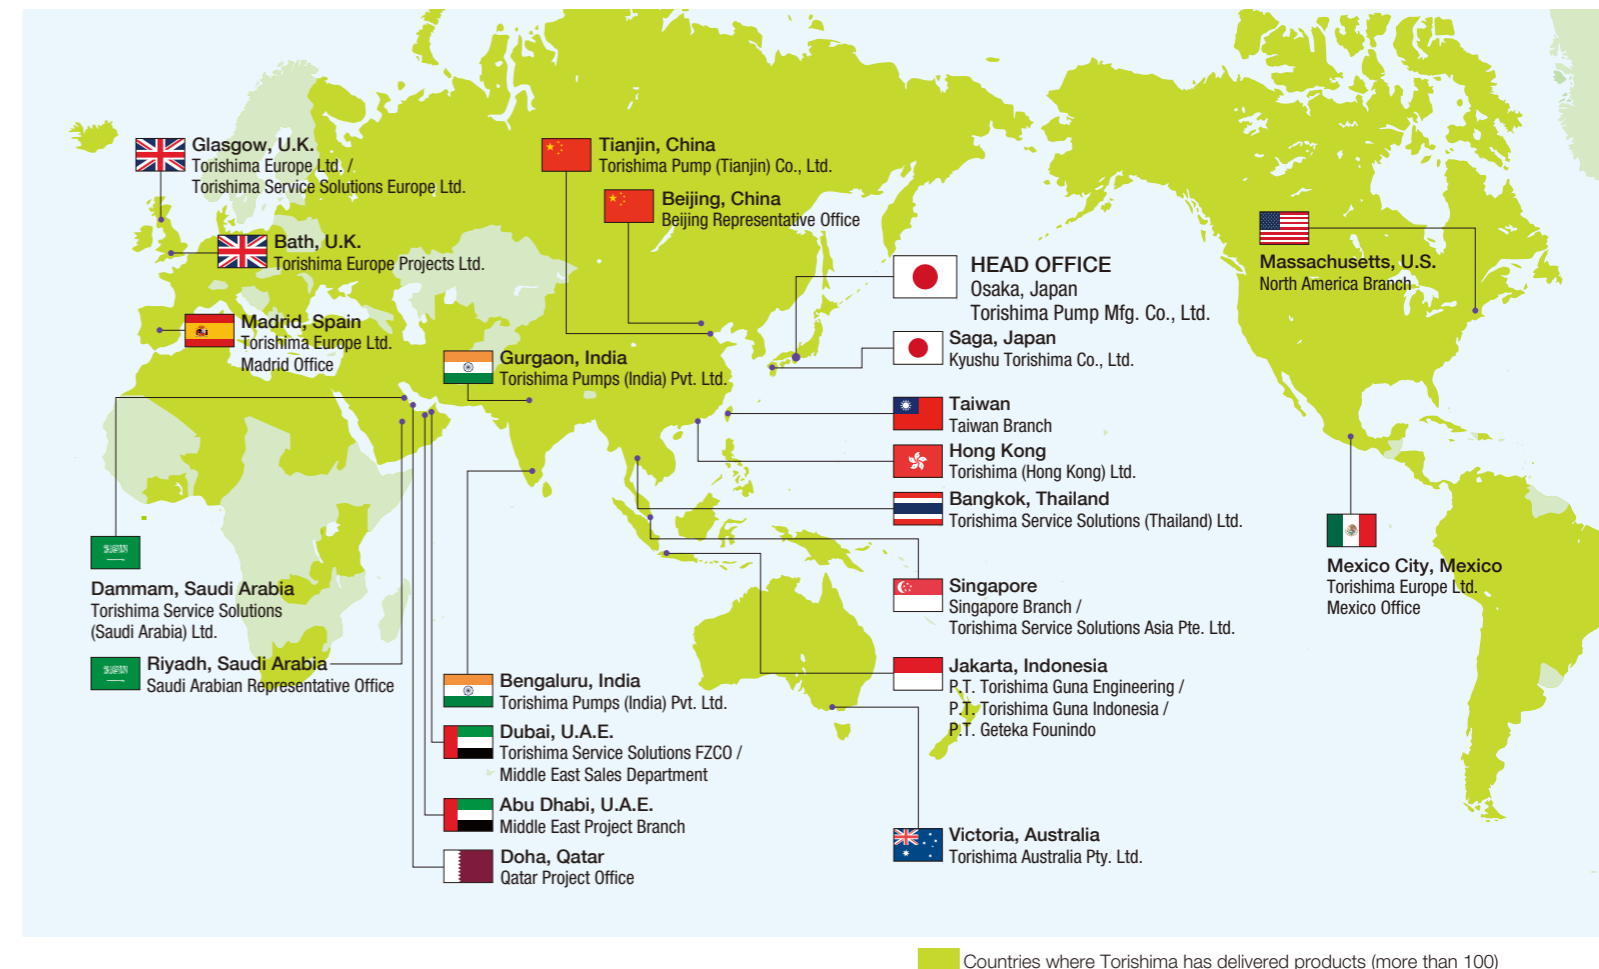 Glasgow, U.K.
Torishima Europe Ltd. /
Torishima Service Solutions Europe Ltd.
Bath, U.K.
Torishima Europe Projects Ltd.
Madrid, Spain
Torishima Europe Ltd.
Madrid Office
Tianjin, China
Torishima Pump (Tianjin) Co., Ltd.
Beijing, China
Beijing Representative Office
Gurgaon, India
Torishima Pumps (India) Pvt. Ltd.
HEAD OFFICE
Osaka, Japan
Torishima Pump Mfg. Co., Ltd.
Saga, Japan
Kyushu Torishima Co., Ltd.
Taiwan
Taiwan Branch
Hong Kong
Torishima (Hong Kong) Ltd.
Bangkok, Thailand
Torishima Service Solutions (Thailand) Ltd.
Singapore
Singapore Branch /
Torishima Service Solutions Asia Pte. Ltd.
Jakarta, Indonesia
P.T. Torishima Guna Engineering /
P.T. Torishima Guna Indonesia /
P.T. Geteka Founindo
Victoria, Australia
Torishima Australia Pty. Ltd.
Massachusetts, U.S.
North America Branch
Mexico City, Mexico
Torishima Europe Ltd.
Mexico Office
Dammam, Saudi Arabia
Torishima Service Solutions
(Saudi Arabia) Ltd.
Riyadh, Saudi Arabia
Saudi Arabian Representative Office
Bengaluru, India
Torishima Pumps (India) Pvt. Ltd.
Dubai, U.A.E.
Torishima Service Solutions FZCO /
Middle East Sales Department
Abu Dhabi, U.A.E.
Middle East Project Branch
Doha, Qatar
Qatar Project Office
Countries where Torishima has delivered products (more than 100)